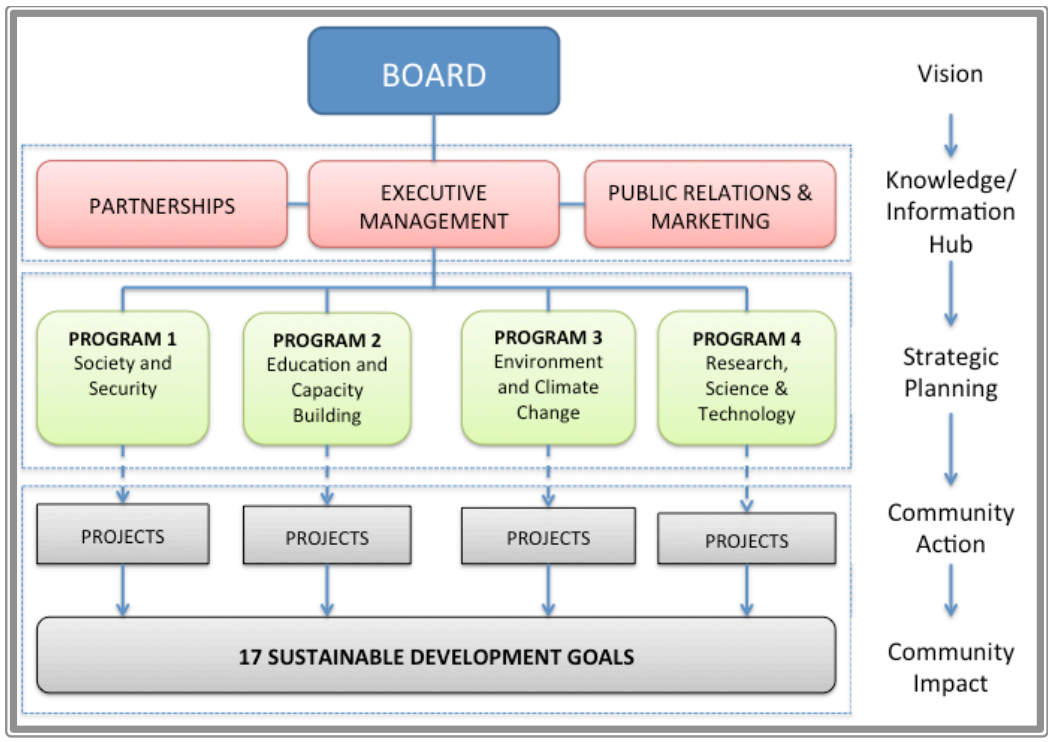 BOARD
Vision
PARTNERSHIPS
EXECUTIVE
MANAGEMENT
PUBLIC RELATIONS &
MARKETING
Knowledge/
Information
Hub
PROGRAM 1
Society and
Security
PROGRAM 2
Education and
Capacity
Building
PROGRAM 3
Environment
and Climate
Change
PROGRAM 4
Research,
Science &
Technology
Strategic
Planning
PROJECTS
PROJECTS
PROJECTS
PROJECTS
Community
Action
17 SUSTAINABLE DEVELOPMENT GOALS
Community
Impact